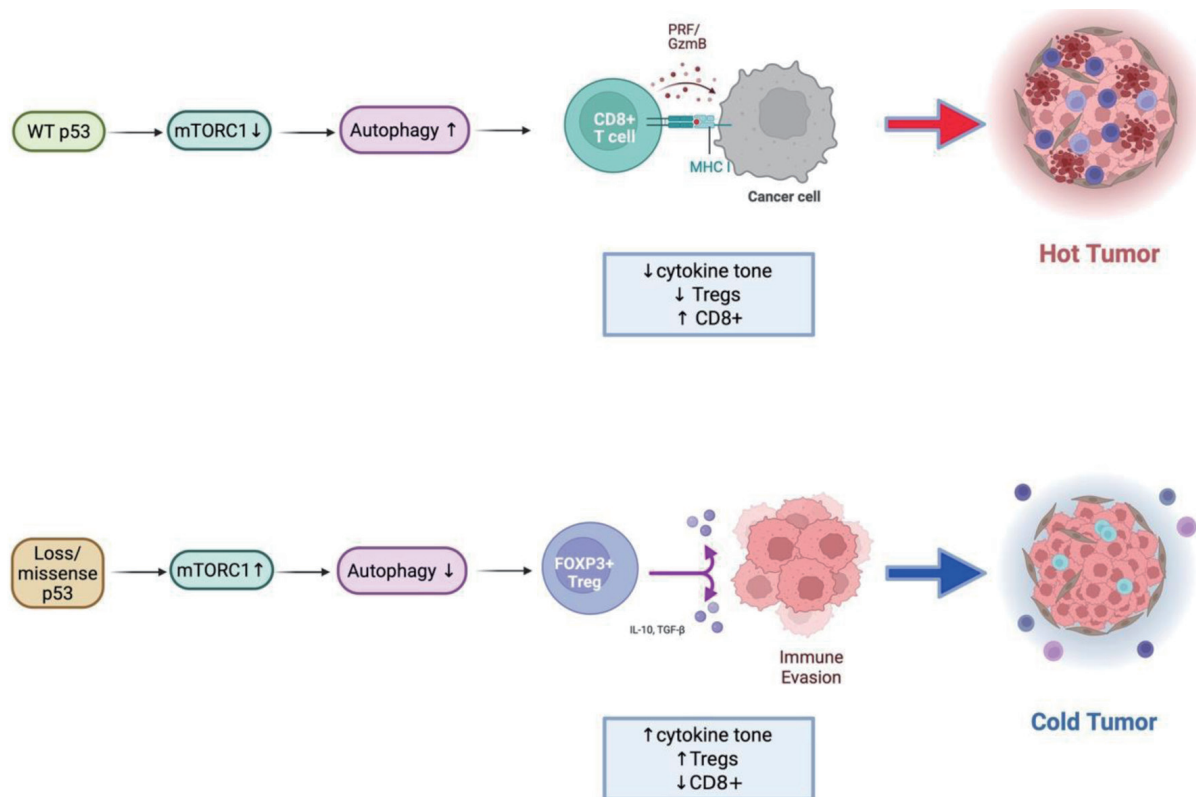 PRF/
GzmB
WT p53
mTORC1↓
Autophagy ↑
CD8+
T cell
MHC I
Cancer cell
Hot Tumor
↓cytokine tone
↓ Tregs
↑ CD8+
Loss/
missense
p53
mTORC1↑
Autophagy ↓
FOXP3+
Treg
IL-10, TGF-β
Immune
Evasion
Cold Tumor
↑cytokine tone
↑Tregs
↓CD8+